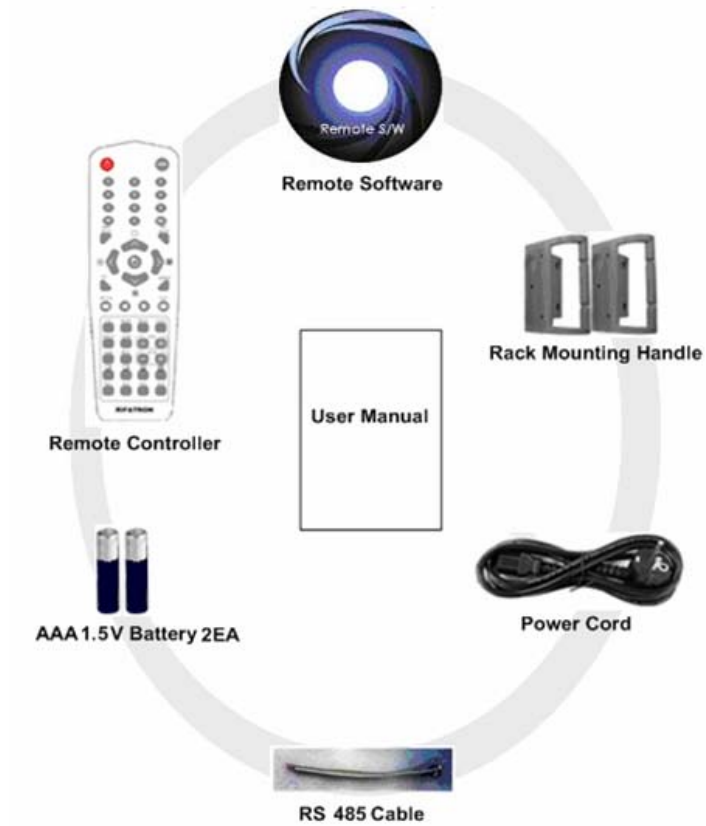 Remote S/W
Remote Software
Rack Mounting Handle
User Manual
RIFATRON
Remote Controller
AAA 1.5V Battery 2EA
Power Cord
RS 485 Cable